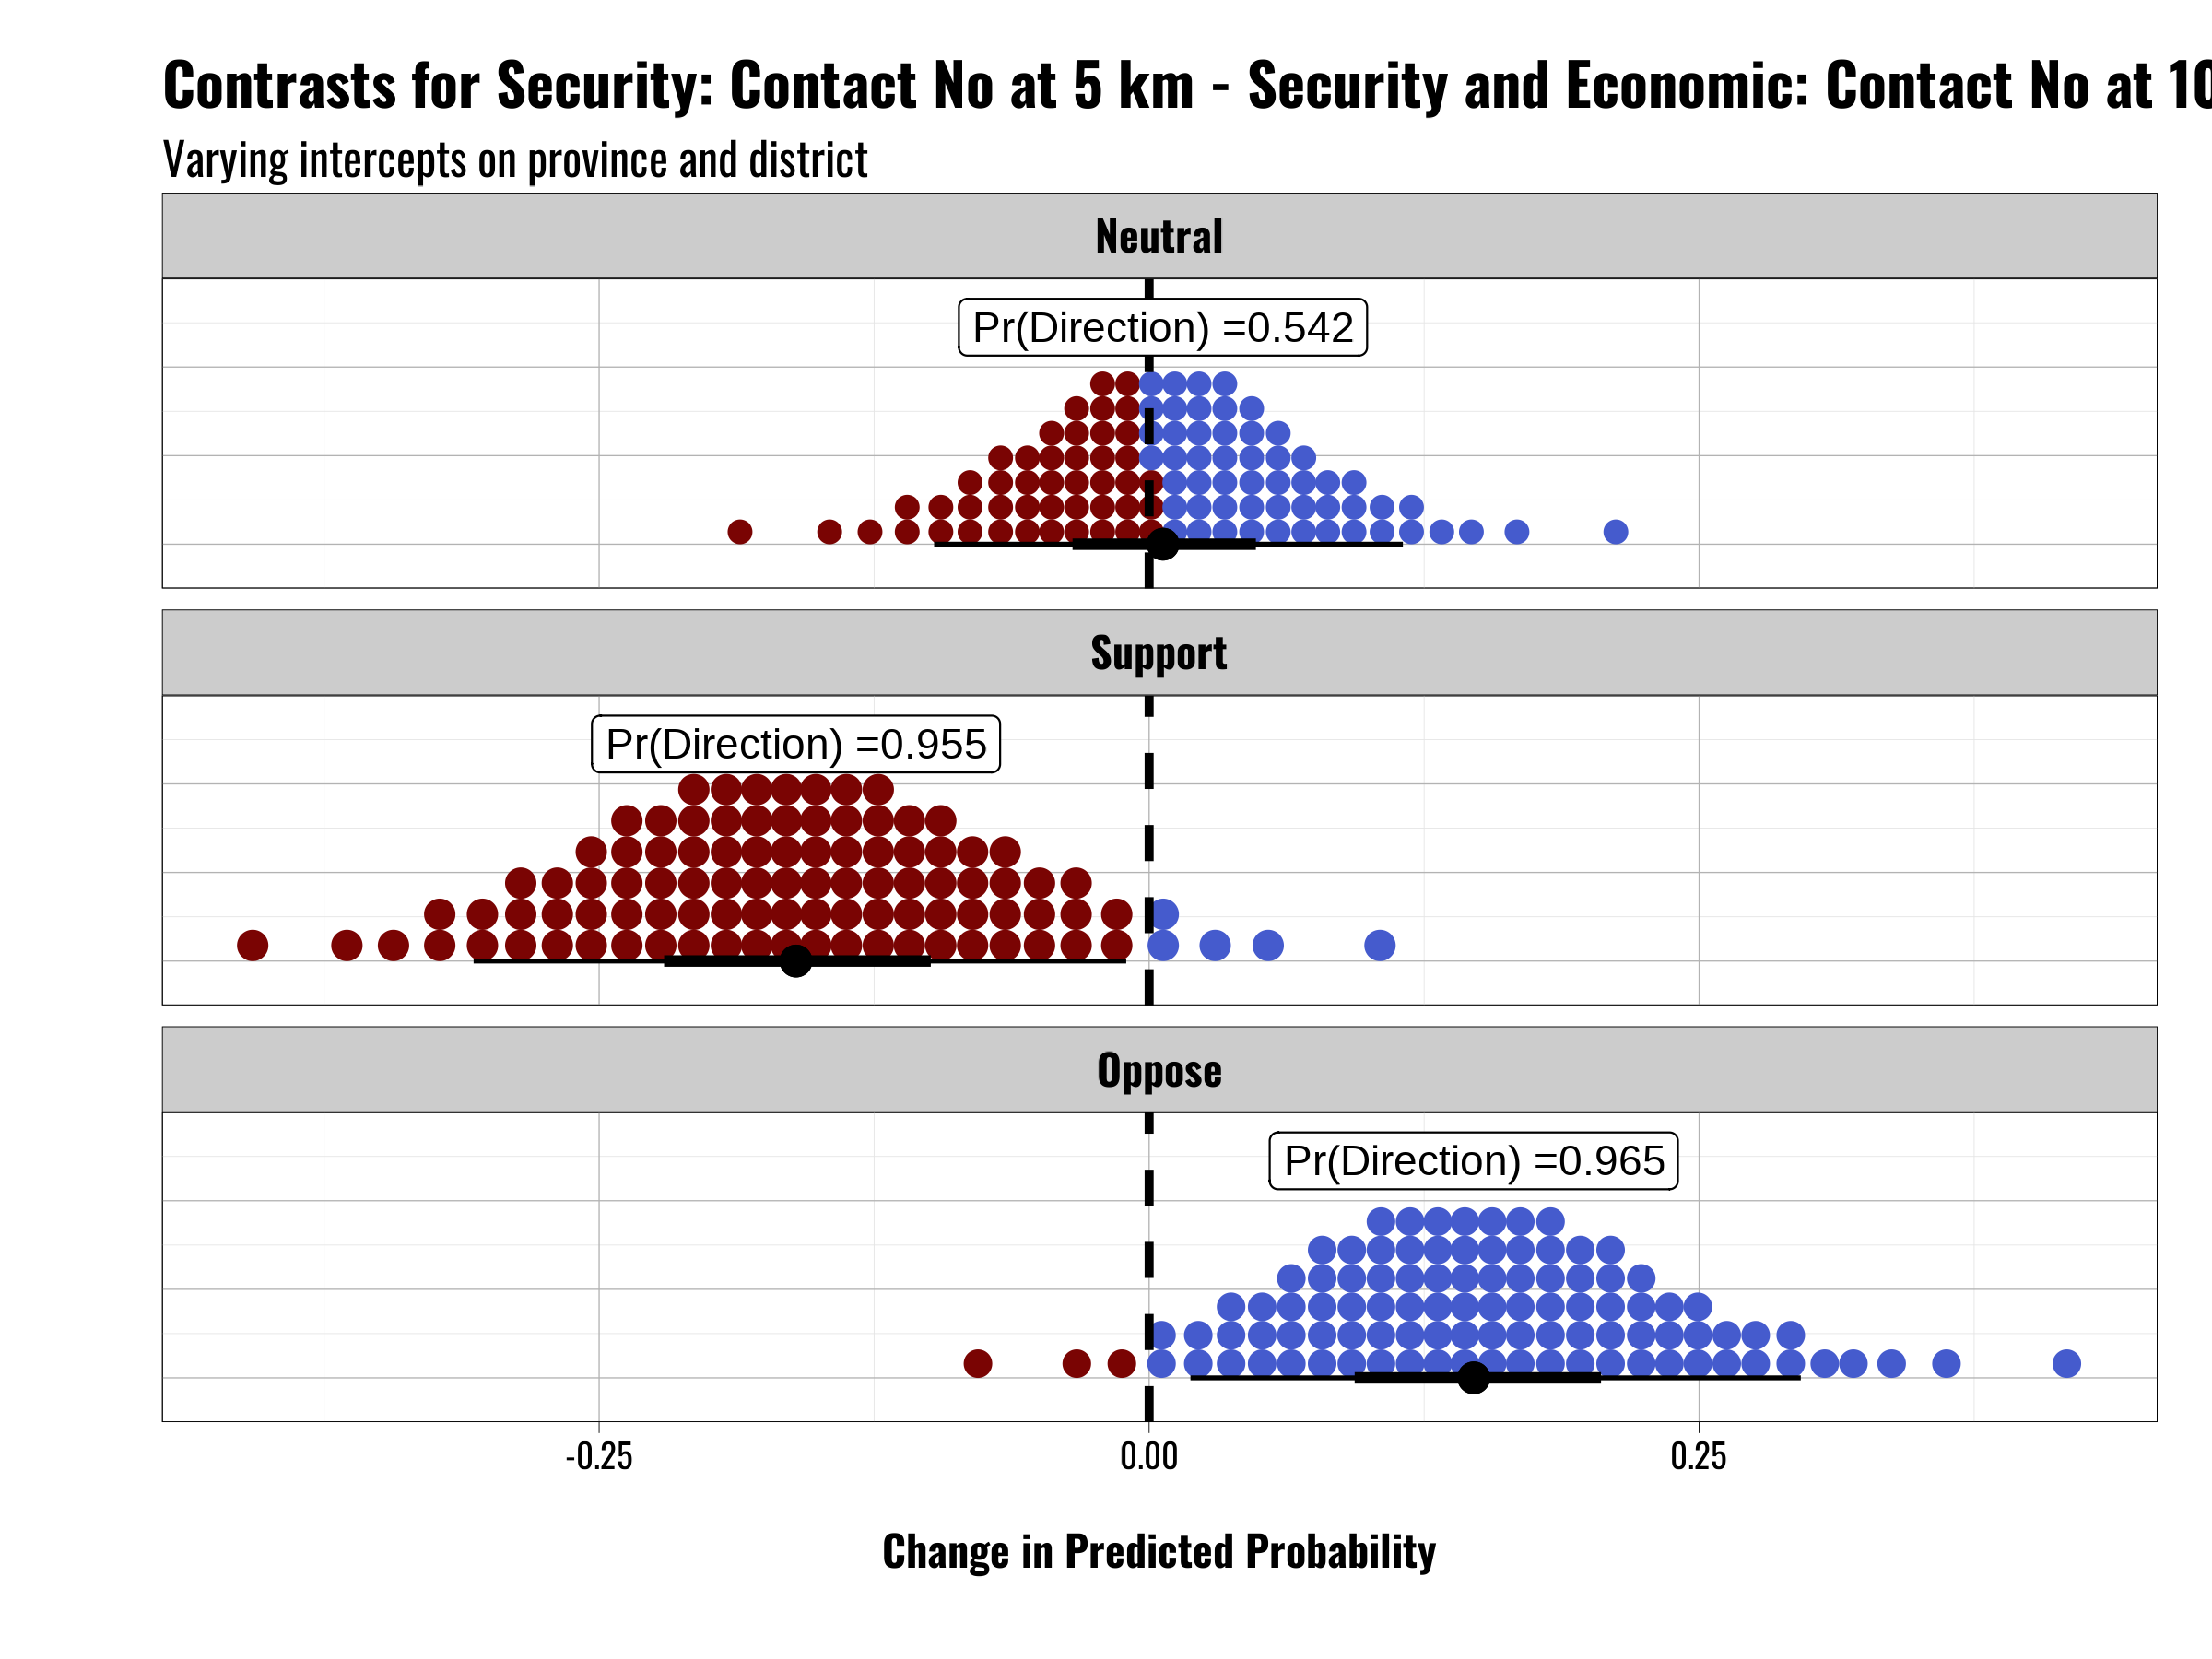 Contrasts for Security: Contact No at 5 km - Security and Economic: Contact No at 10
Varying intercepts on province and district
Neutral
Pr(Direction) =0.542
Support
Pr(Direction) =0.955
Oppose
Pr(Direction) =0.965
-0.25 0.00 0.25
Change in Predicted Probability